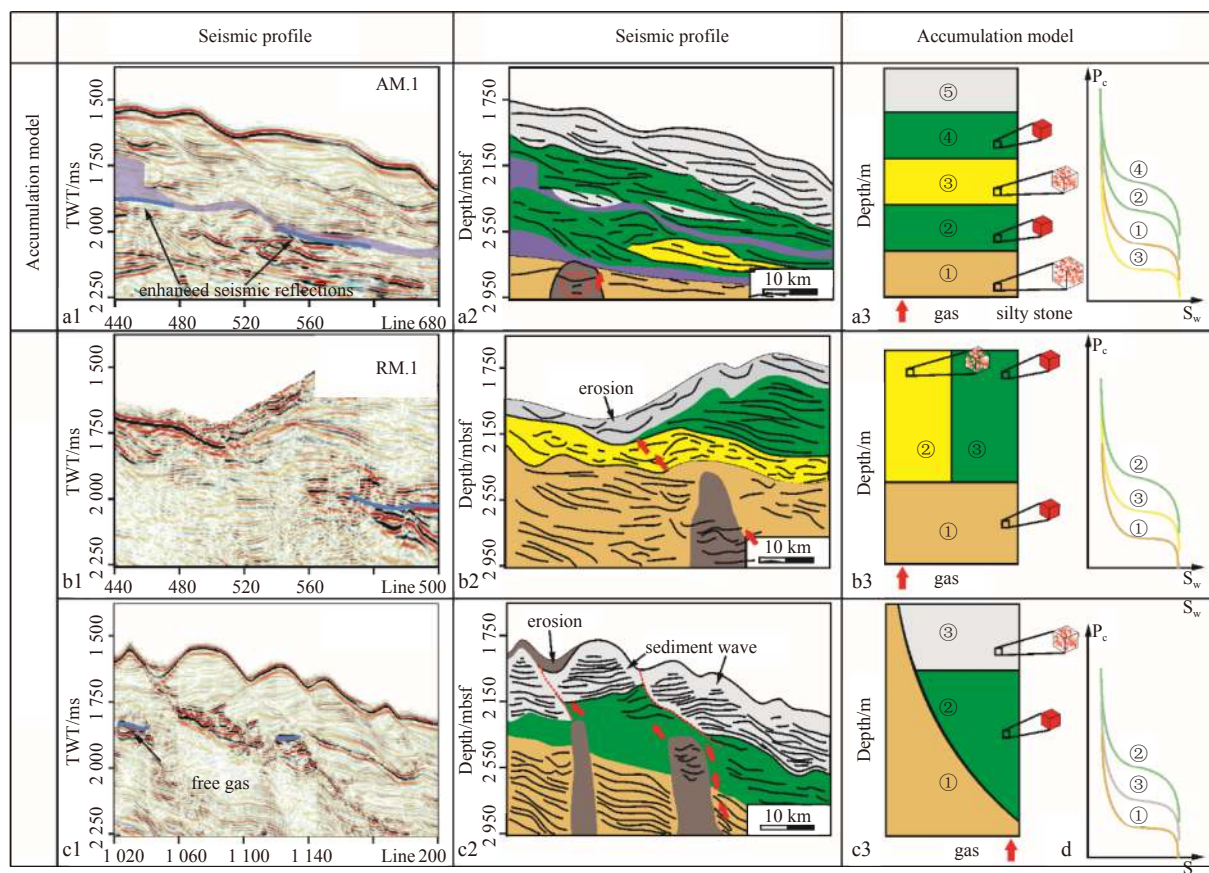 Seismic profile
Seismic profile
Accumulation model
Accumulation model
AM.1
TWT/ms
1 500
1 750
2 000
2 250
enhanced seismic reflections
440 480 520 560 Line 680
a1
Depth/mbsf
1 750
2 150
2 550
2 950
10 km
a2
Depth/m
⑤
④
③
②
①
gas silty stone
a3
Pc
④
②
①
③
Sw
RM.1
TWT/ms
1 500
1 750
2 000
2 250
440 480 520 560 Line 500
b1
erosion
Depth/mbsf
1 750
2 150
2 550
2 950
10 km
b2
Depth/m
②
③
①
gas
b3
Pc
②
③
①
Sw
TWT/ms
1 500
1 750
2 000
2 250
free gas
1 020 1 060 1 100 1 140 Line 200
c1
erosion
sediment wave
Depth/mbsf
1 750
2 150
2 550
2 950
10 km
c2
Depth/m
③
②
①
gas
c3
d
Pc
②
③
①
S